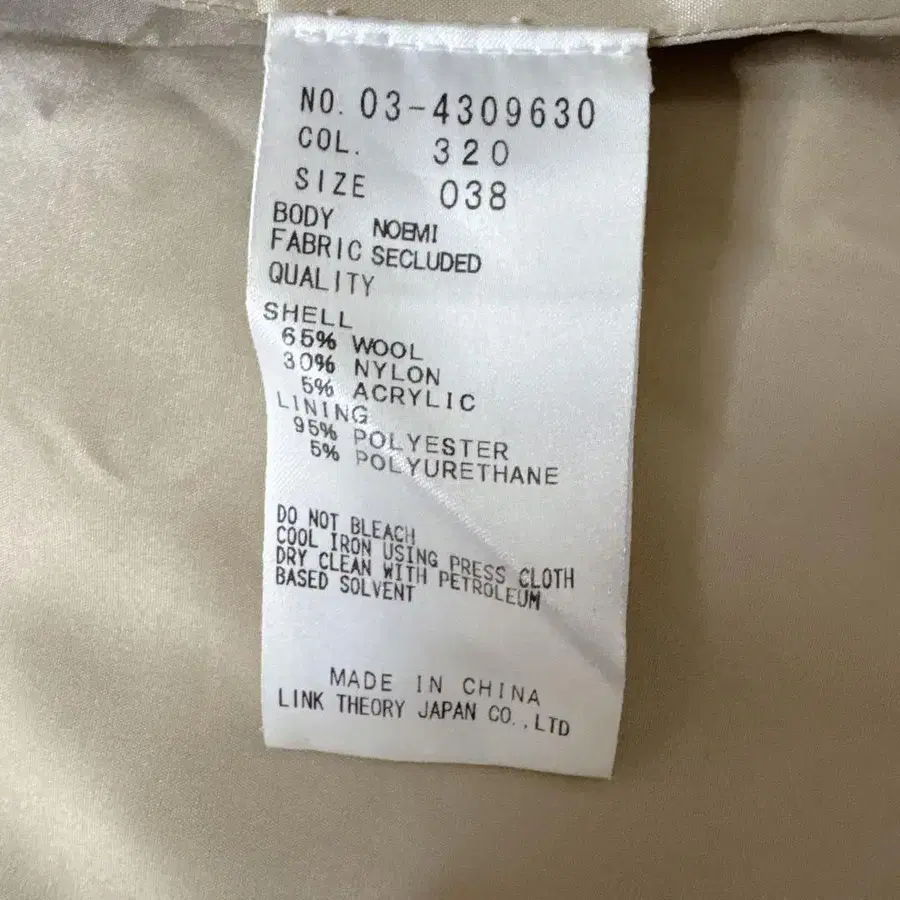 NO. 03-4309630
COL. 320
SIZE 038
BODY NOEMI
FABRIC SECLUDED
QUALITY
SHELL
65% WOOL
30% NYLON
5% ACRYLIC
LINING
95% POLYESTER
5% POLYURETHANE
DO NOT BLEACH
COOL IRON USING PRESS CLOTH
DRY CLEAN WITH PETROLEUM
BASED SOLVENT
MADE IN CHINA
LINK THEORY JAPAN CO.,LTD